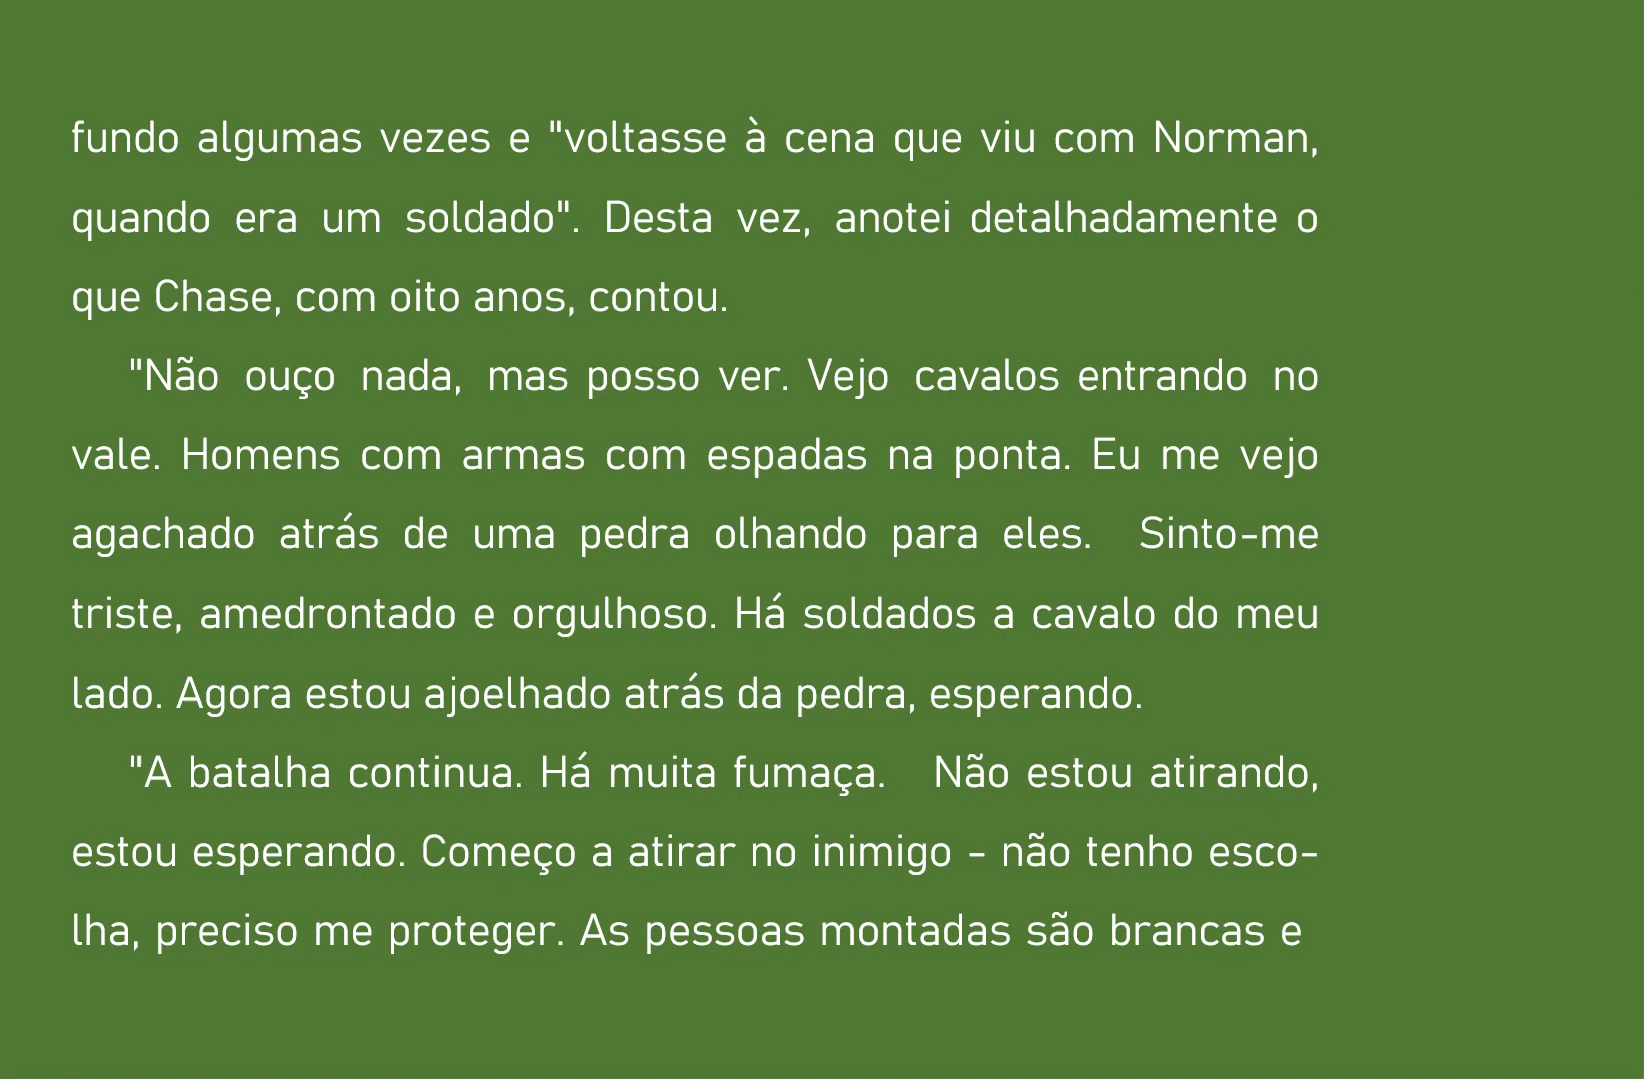 fundo algumas vezes e "voltasse à cena que viu com Norman,
quando era um soldado". Desta vez, anotei detalhadamente o
que Chase, com oito anos, contou.
"Não ouço nada, mas posso ver. Vejo cavalos entrando no
vale. Homens com armas com espadas na ponta. Eu me vejo
agachado atrás de uma pedra olhando para eles. Sinto-me
triste, amedrontado e orgulhoso. Há soldados a cavalo do meu
lado. Agora estou ajoelhado atrás da pedra, esperando.
"A batalha continua. Há muita fumaça. Não estou atirando,
estou esperando. Começo a atirar no inimigo - não tenho esco-
lha, preciso me proteger. As pessoas montadas são brancas e